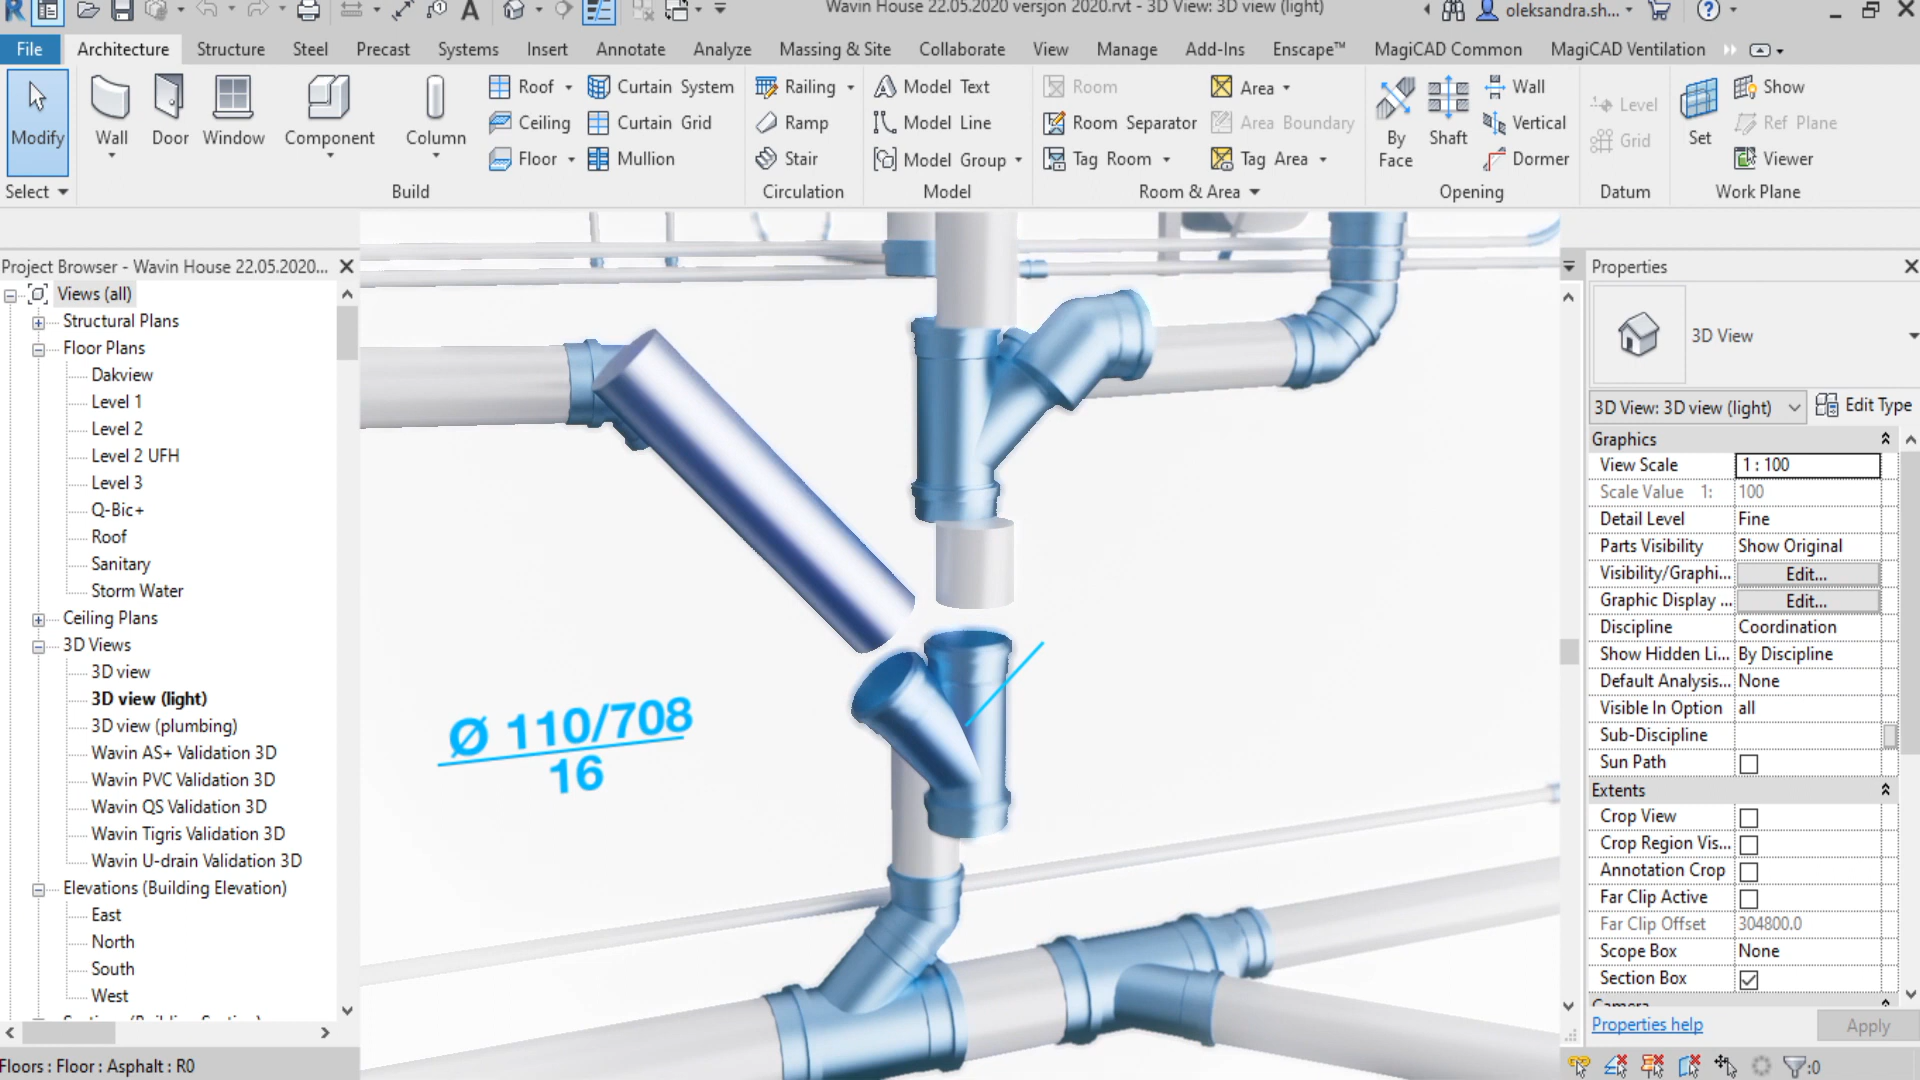 Wavin House 22.05.2020 versjon 2020.rvt - 3D View: 3D view (light)
oleksandra.sh...
File Architecture Structure Steel Precast Systems Insert Annotate Analyze Massing & Site Collaborate View Manage Add-Ins Enscape™ MagiCAD Common MagiCAD Ventilation
Modify
Select
Wall
Door
Window
Component
Column
Roof
Ceiling
Floor
Curtain System
Curtain Grid
Mullion
Build
Railing
Ramp
Stair
Circulation
Model Text
Model Line
Model Group
Model
Room
Room Separator
Tag Room
Area
Area Boundary
Tag Area
Room & Area
By Face
Shaft
Wall
Vertical
Dormer
Opening
Level
Grid
Datum
Set
Show
Ref Plane
Viewer
Work Plane
Project Browser - Wavin House 22.05.2020...
Views (all)
Structural Plans
Floor Plans
Dakview
Level 1
Level 2
Level 2 UFH
Level 3
Q-Bic+
Roof
Sanitary
Storm Water
Ceiling Plans
3D Views
3D view
3D view (light)
3D view (plumbing)
Wavin AS+ Validation 3D
Wavin PVC Validation 3D
Wavin QS Validation 3D
Wavin Tigris Validation 3D
Wavin U-drain Validation 3D
Elevations (Building Elevation)
East
North
South
West
Floors : Floor : Asphalt : R0
Ø 110/708
16
Properties
3D View
3D View: 3D view (light)
Edit Type
Graphics
View Scale 1 : 100
Scale Value 1: 100
Detail Level Fine
Parts Visibility Show Original
Visibility/Graphi... Edit...
Graphic Display ... Edit...
Discipline Coordination
Show Hidden Li... By Discipline
Default Analysis... None
Visible In Option all
Sub-Discipline
Sun Path
Extents
Crop View
Crop Region Vis...
Annotation Crop
Far Clip Active
Far Clip Offset 304800.0
Scope Box None
Section Box
Camera
Properties help
Apply
:0